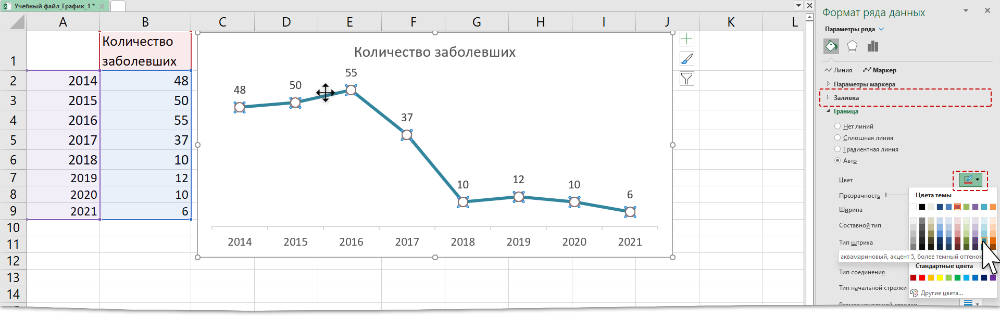 Учебный файл_График_1 *
A B C D E F G H I J K L
1 Количество
заболевших
2 2014 48
3 2015 50
4 2016 55
5 2017 37
6 2018 10
7 2019 12
8 2020 10
9 2021 6
10
11
12
13
14
Количество заболевших
48 50 55 37 10 12 10 6
2014 2015 2016 2017 2018 2019 2020 2021
Формат ряда данных
Параметры ряда
Линия Маркер
Параметры маркера
Заливка
Граница
Нет линий
Сплошная линия
Градиентная линия
Авто
Цвет
Цвета темы
Прозрачность
Ширина
Составной тип
Тип штриха
аквамариновый, акцент 5, более темный оттенок
Стандартные цвета
Тип соединения
Тип начальной стрелки
Другие цвета...
Размер начальной стрелки